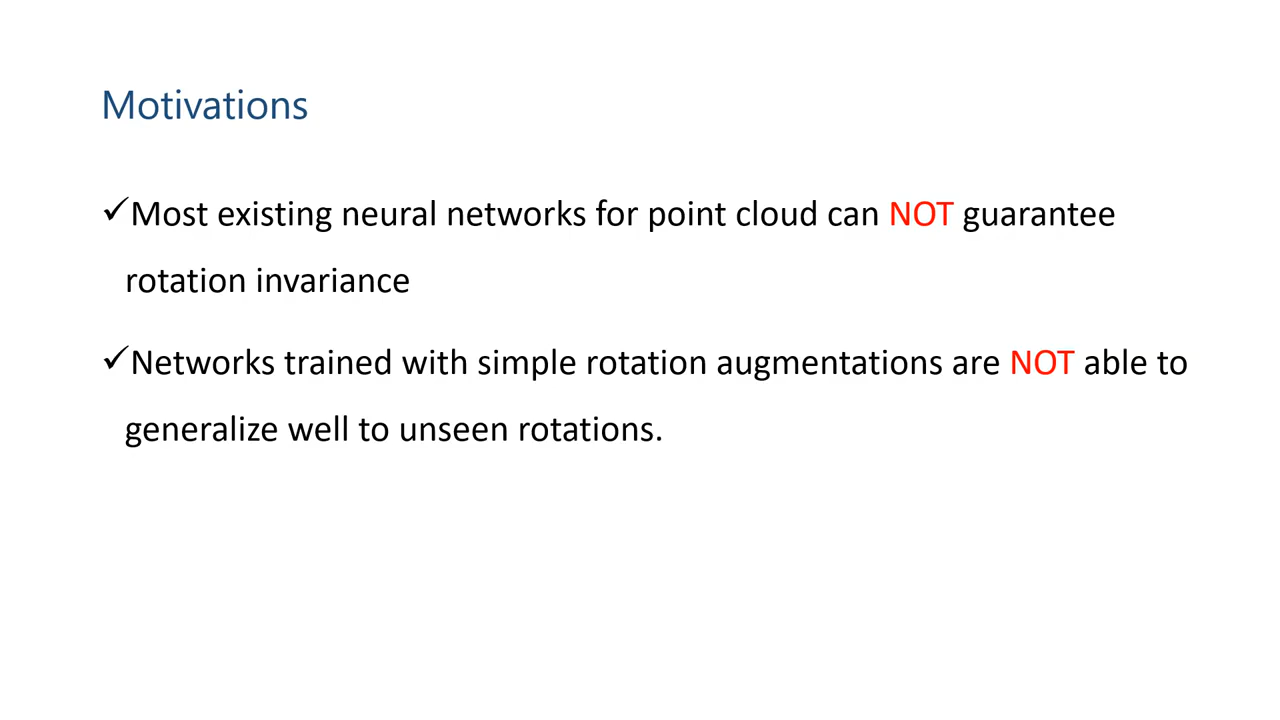 Motivations
✓Most existing neural networks for point cloud can NOT guarantee
rotation invariance
✓Networks trained with simple rotation augmentations are NOT able to
generalize well to unseen rotations.